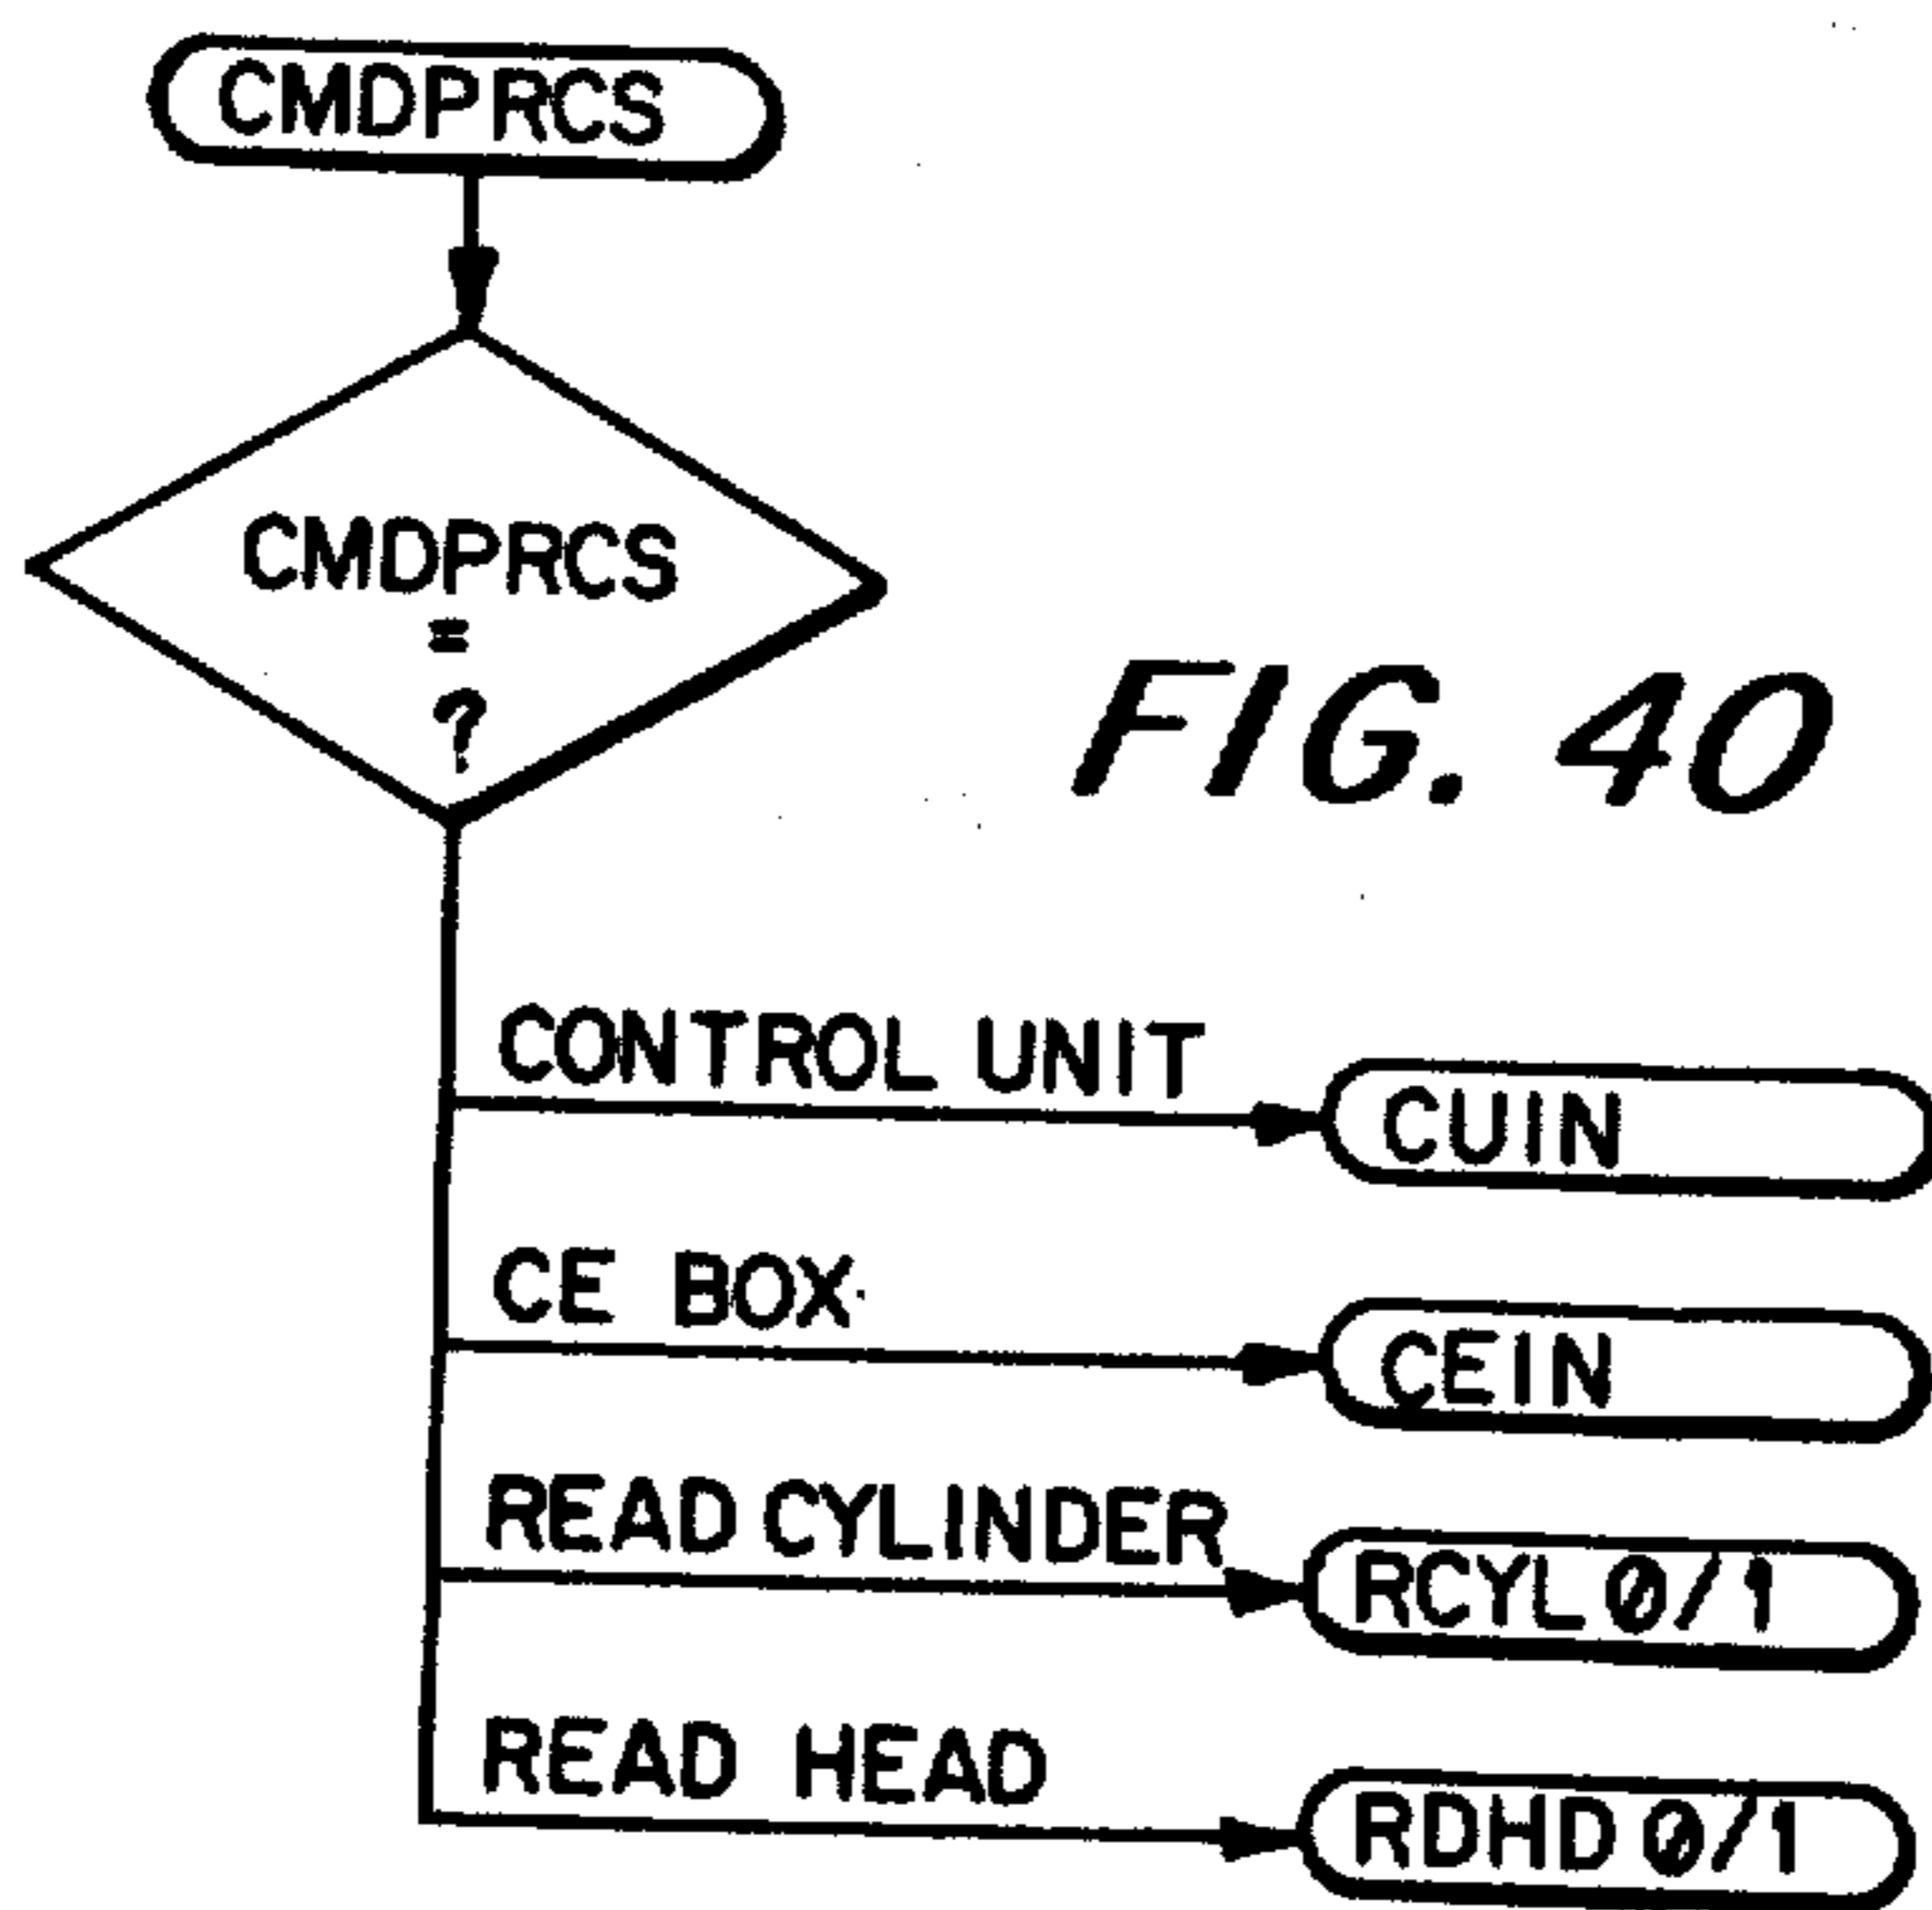 CMDPRCS
CMDPRCS
=
?
FIG. 40
CONTROL UNIT
CUIN
CE BOX
CEIN
READ CYLINDER
RCYL 0/1
READ HEAD
RDHD 0/1